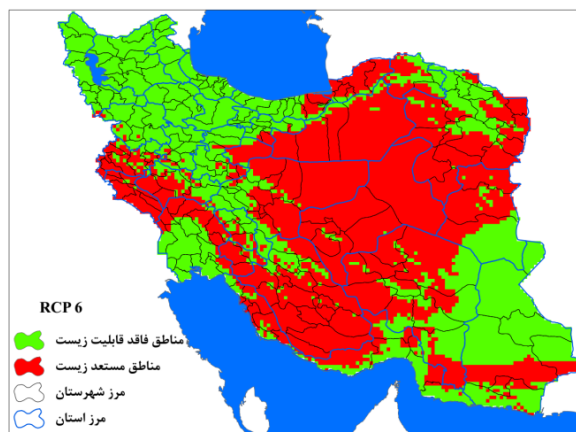 RCP 6
مناطق فاقد قابلیت زیست
مناطق مستعد زیست
مرز شهرستان
مرز استان